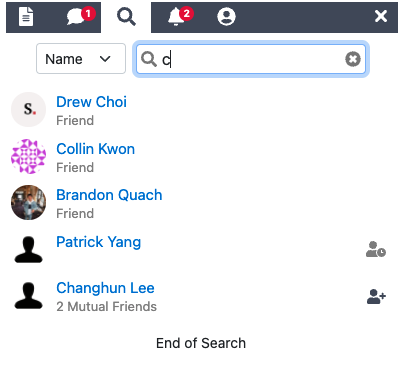 1
2
Name
c
S.
Drew Choi
Friend
Collin Kwon
Friend
Brandon Quach
Friend
Patrick Yang
Changhun Lee
2 Mutual Friends
End of Search